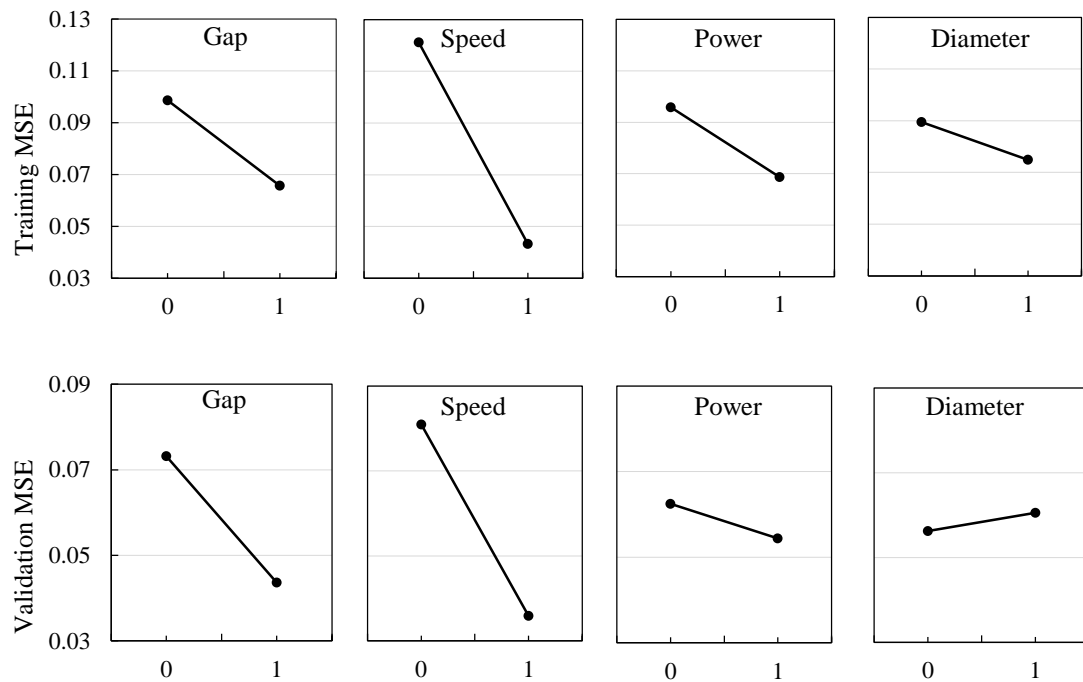 Training MSE
0.13
0.11
0.09
0.07
0.05
0.03
Gap
0 1
Speed
0 1
Power
0 1
Diameter
0 1
Validation MSE
0.09
0.07
0.05
0.03
Gap
0 1
Speed
0 1
Power
0 1
Diameter
0 1